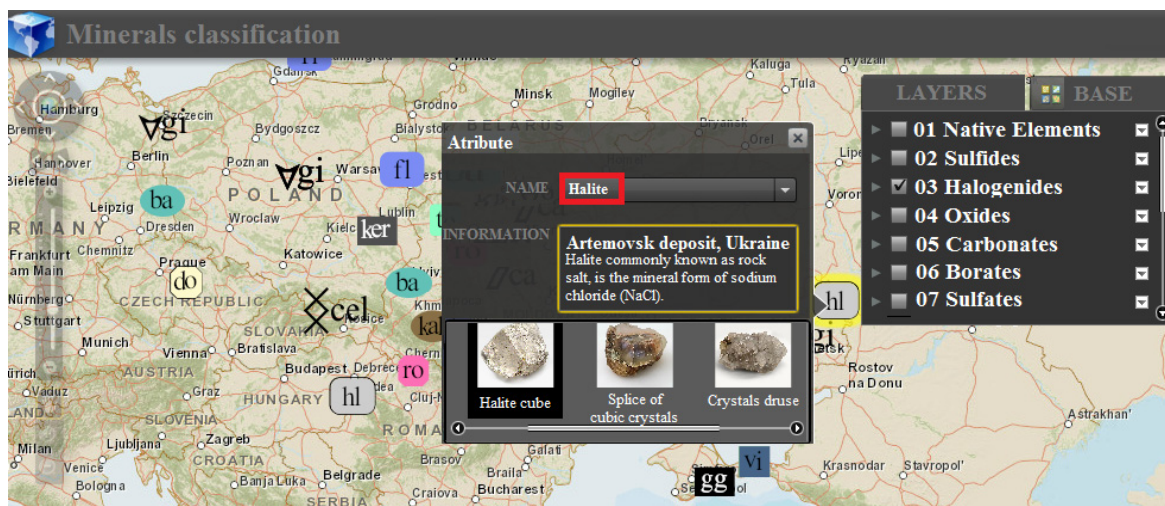 Minerals classification
Gdansk
Kaluga
Ryazan'
Tula
LAYERS
BASE
Hamburg
Szczecin
gi
Grodno
Minsk
Mogilev
Bremen
Bydgoszcz
Bialystok
BELARUS
Bryansk
Orel
Atribute
01 Native Elements
Hannover
Berlin
Poznan
gi
Warsaw
fl
02 Sulfides
Bielefeld
ba
POLAND
NAME
Halite
03 Halogenides
Leipzig
Wroclaw
Lublin
04 Oxides
Dresden
ker
INFORMATION
Artemovsk deposit, Ukraine
05 Carbonates
Frankfurt
am Main
Chemnitz
Prague
Katowice
Halite commonly known as rock
salt, is the mineral form of sodium
chloride (NaCl).
06 Borates
do
ba
ca
hl
07 Sulfates
Nürnberg
CZECH REPUBLIC
cel
Stuttgart
SLOVAKIA
kal
gi
Munich
Vienna
Bratislava
AUSTRIA
Budapest
ro
Rostov
na Donu
Vaduz
Graz
HUNGARY
hl
Halite cube
Splice of
cubic crystals
Crystals druse
Astrakhan'
SLOVENIA
Milan
Ljubljana
Zagreb
Venice
CROATIA
Brasov
Galati
vi
Krasnodar
Stavropol'
Bologna
Banja Luka
Belgrade
Braila
gg
SERBIA
Craiova
Bucharest